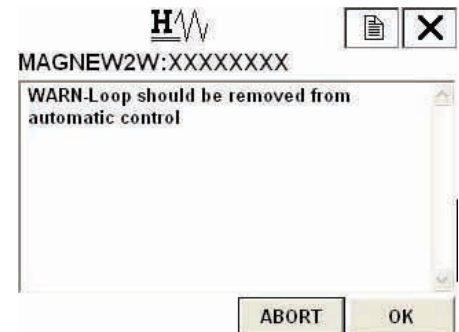 H
MAGNEW2W:XXXXXXXX
WARN-Loop should be removed from
automatic control
ABORT OK